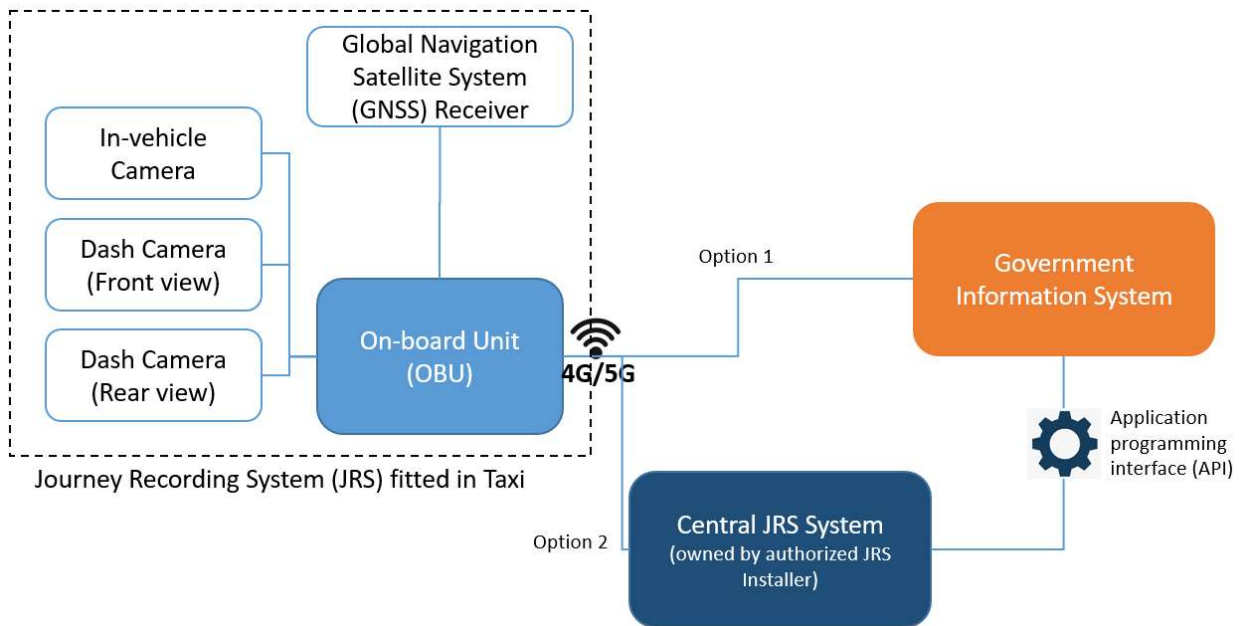 Global Navigation
Satellite System
(GNSS) Receiver
In-vehicle
Camera
Dash Camera
(Front view)
Dash Camera
(Rear view)
On-board Unit
(OBU)
4G/5G
Journey Recording System (JRS) fitted in Taxi
Option 1
Government
Information System
Application
programming
interface (API)
Option 2
Central JRS System
(owned by authorized JRS
Installer)